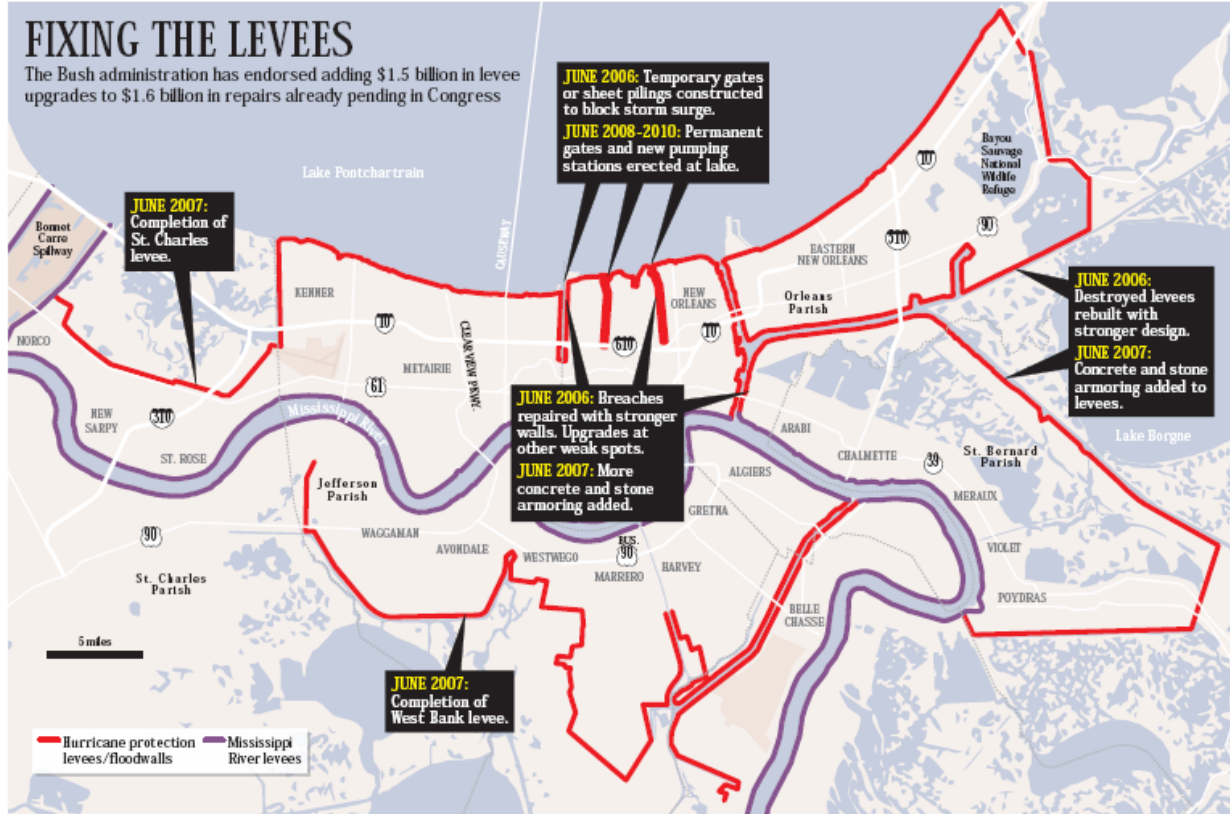 FIXING THE LEVEES
The Bush administration has endorsed adding $1.5 billion in levee
upgrades to $1.6 billion in repairs already pending in Congress
JUNE 2006: Temporary gates
or sheet pilings constructed
to block storm surge.
JUNE 2008-2010: Permanent
gates and new pumping
stations erected at lake.
Bayou
Sauvage
National
Wildlife
Refuge
10
Lake Pontchartrain
JUNE 2007:
Completion of
St. Charles
levee.
Bonnet
Carre
Spillway
CAUSEWAY
90
510
EASTERN
NEW ORLEANS
KENNER
NEW
ORLEANS
Orleans
Parish
JUNE 2006:
Destroyed levees
rebuilt with
stronger design.
JUNE 2007:
Concrete and stone
armoring added to
levees.
NORCO
10
610
10
CLEARVIEW PKWY.
METAIRIE
61
JUNE 2006: Breaches
repaired with stronger
walls. Upgrades at
other weak spots.
JUNE 2007: More
concrete and stone
armoring added.
Mississippi River
NEW
SARPY
310
ARABI
Lake Borgne
ST. ROSE
CHALMETTE
St. Bernard
Parish
39
ALGIERS
Jefferson
Parish
MERAUX
GRETNA
WAGGAMAN
90
AVONDALE
BUS.
90
WESTWEGO
HARVEY
VIOLET
MARRERO
St. Charles
Parish
POYDRAS
BELLE
CHASSE
5 miles
JUNE 2007:
Completion of
West Bank levee.
Hurricane protection
levees/floodwalls
Mississippi
River levees